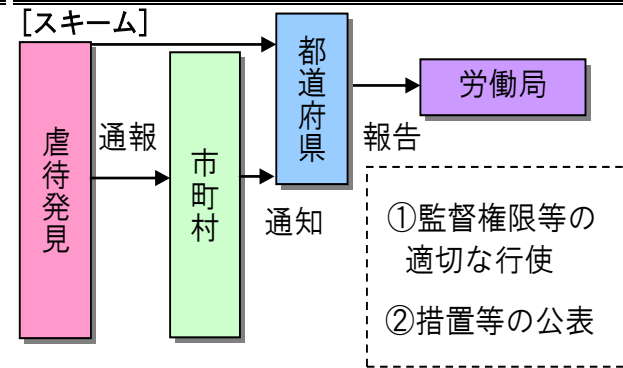 [スキーム]
虐待発見
通報
市町村
通知
都道府県
報告
労働局
①監督権限等の
適切な行使
②措置等の公表